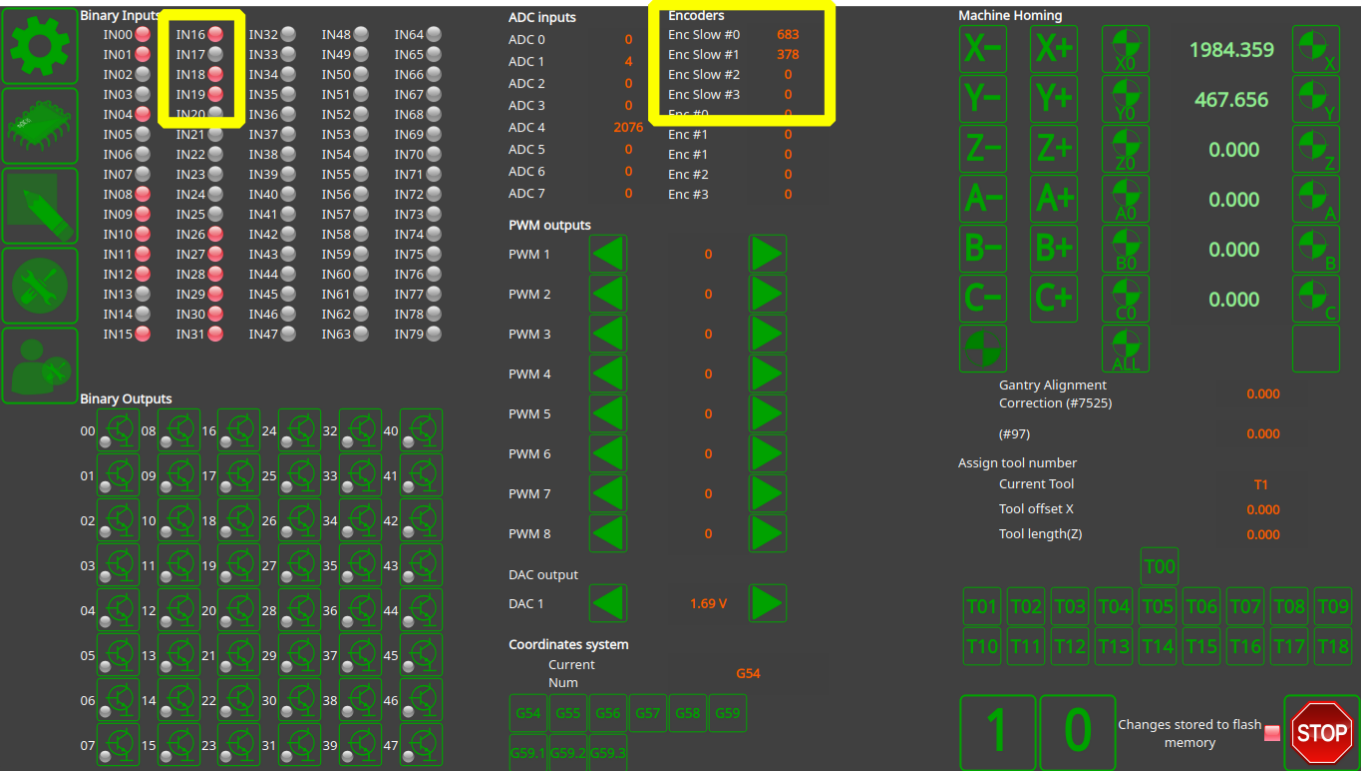 Binary Inputs
IN00 IN16 IN32 IN48 IN64
IN01 IN17 IN33 IN49 IN65
IN02 IN18 IN34 IN50 IN66
IN03 IN19 IN35 IN51 IN67
IN04 IN20 IN36 IN52 IN68
IN05 IN21 IN37 IN53 IN69
IN06 IN22 IN38 IN54 IN70
IN07 IN23 IN39 IN55 IN71
IN08 IN24 IN40 IN56 IN72
IN09 IN25 IN41 IN57 IN73
IN10 IN26 IN42 IN58 IN74
IN11 IN27 IN43 IN59 IN75
IN12 IN28 IN44 IN60 IN76
IN13 IN29 IN45 IN61 IN77
IN14 IN30 IN46 IN62 IN78
IN15 IN31 IN47 IN63 IN79
Binary Outputs
00 08 16 24 32 40
01 09 17 25 33 41
02 10 18 26 34 42
03 11 19 27 35 43
04 12 20 28 36 44
05 13 21 29 37 45
06 14 22 30 38 46
07 15 23 31 39 47
ADC inputs
ADC 0 0
ADC 1 4
ADC 2 0
ADC 3 0
ADC 4 2076
ADC 5 0
ADC 6 0
ADC 7 0
Encoders
Enc Slow #0 683
Enc Slow #1 378
Enc Slow #2 0
Enc Slow #3 0
Enc #0 0
Enc #1 0
Enc #1 0
Enc #2 0
Enc #3 0
PWM outputs
PWM 1 0
PWM 2 0
PWM 3 0
PWM 4 0
PWM 5 0
PWM 6 0
PWM 7 0
PWM 8 0
DAC output
DAC 1 1.69 V
Coordinates system
Current
Num
G54
G54 G55 G56 G57 G58 G59
G59.1 G59.2 G59.3
Machine Homing
X- X+ X0 1984.359 X
Y- Y+ Y0 467.656 Y
Z- Z+ Z0 0.000 Z
A- A+ A0 0.000 A
B- B+ B0 0.000 B
C- C+ C0 0.000 C
ALL
Gantry Alignment
Correction (#7525)
0.000
(#97) 0.000
Assign tool number
Current Tool T1
Tool offset X 0.000
Tool length(Z) 0.000
T00
T01 T02 T03 T04 T05 T06 T07 T08 T09
T10 T11 T12 T13 T14 T15 T16 T17 T18
1 0
Changes stored to flash
memory
STOP